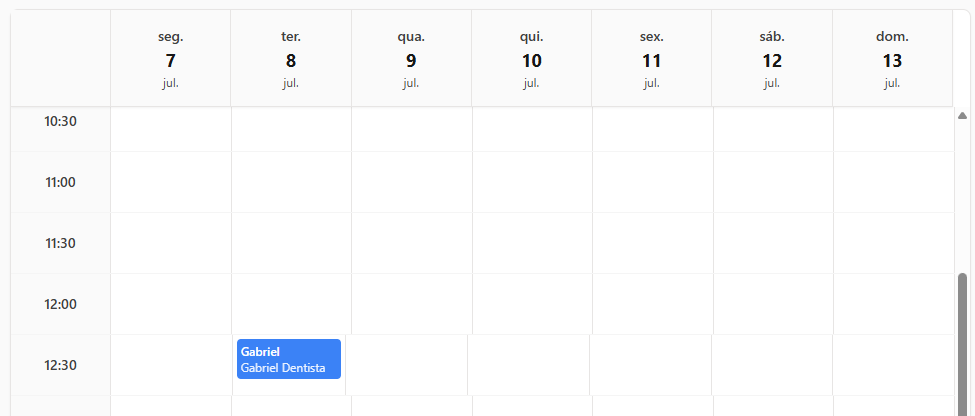 seg. ter. qua. qui. sex. sáb. dom.
7 8 9 10 11 12 13
jul. jul. jul. jul. jul. jul. jul.
10:30
11:00
11:30
12:00
12:30
Gabriel
Gabriel Dentista